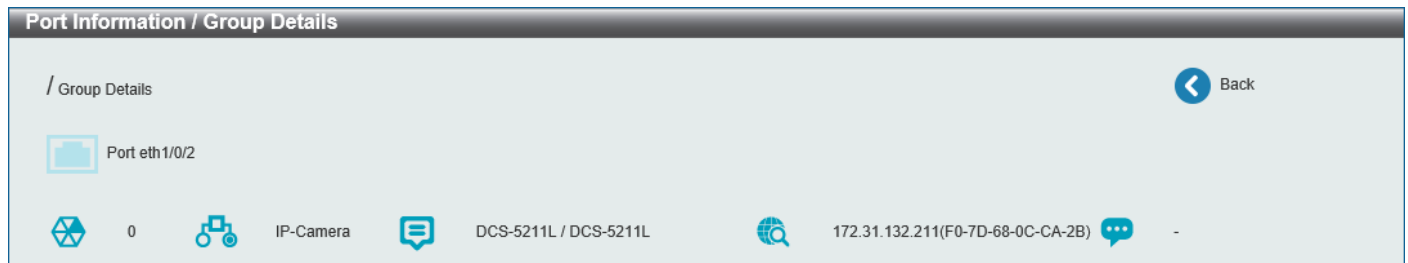 Port Information / Group Details
/ Group Details
Back
Port eth1/0/2
0 IP-Camera DCS-5211L / DCS-5211L 172.31.132.211(F0-7D-68-0C-CA-2B) -